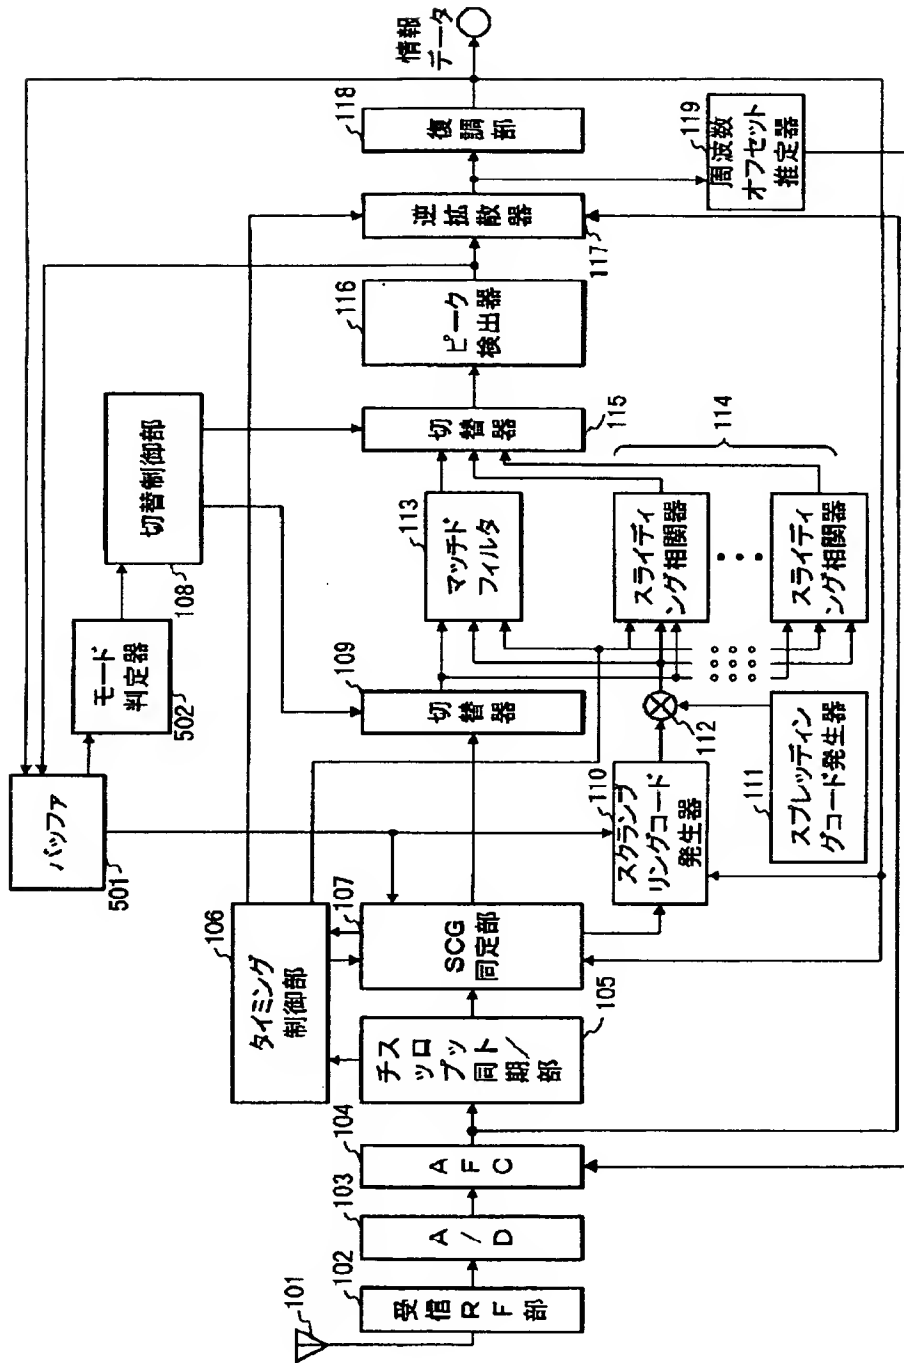 101
102
受信RF部
103
A/D
104
AFC
105
チップ同期/
スロット部
106
タイミング
制御部
107
SCG
同定部
501
バッファ
502
モード
判定器
108
切替制御部
109
切替器
110
スクランブ
リングコード
発生器
111
スプレッディン
グコード発生器
112
113
マッチド
フィルタ
114
スライディ
ング相関器
スライディ
ング相関器
115
切替器
116
ピーク
検出器
117
逆拡散器
118
復調部
119
周波数
オフセット
推定器
情報
データ